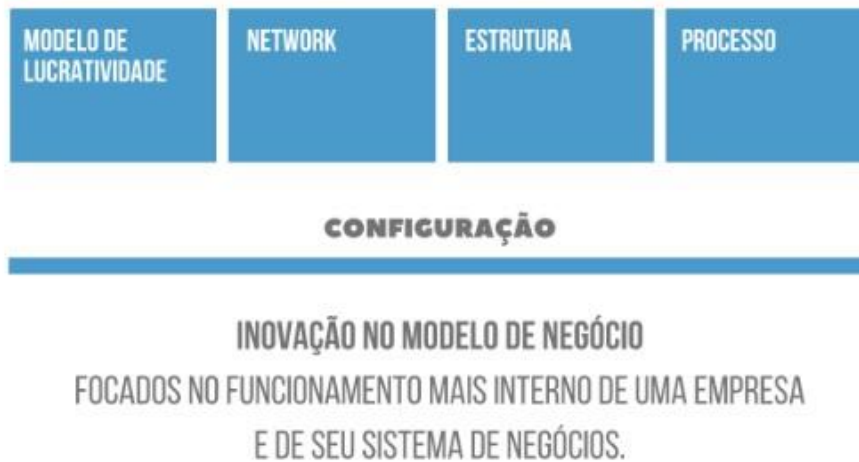 MODELO DE
LUCRATIVIDADE
NETWORK
ESTRUTURA
PROCESSO
CONFIGURAÇÃO
INOVAÇÃO NO MODELO DE NEGÓCIO
FOCADOS NO FUNCIONAMENTO MAIS INTERNO DE UMA EMPRESA
E DE SEU SISTEMA DE NEGÓCIOS.